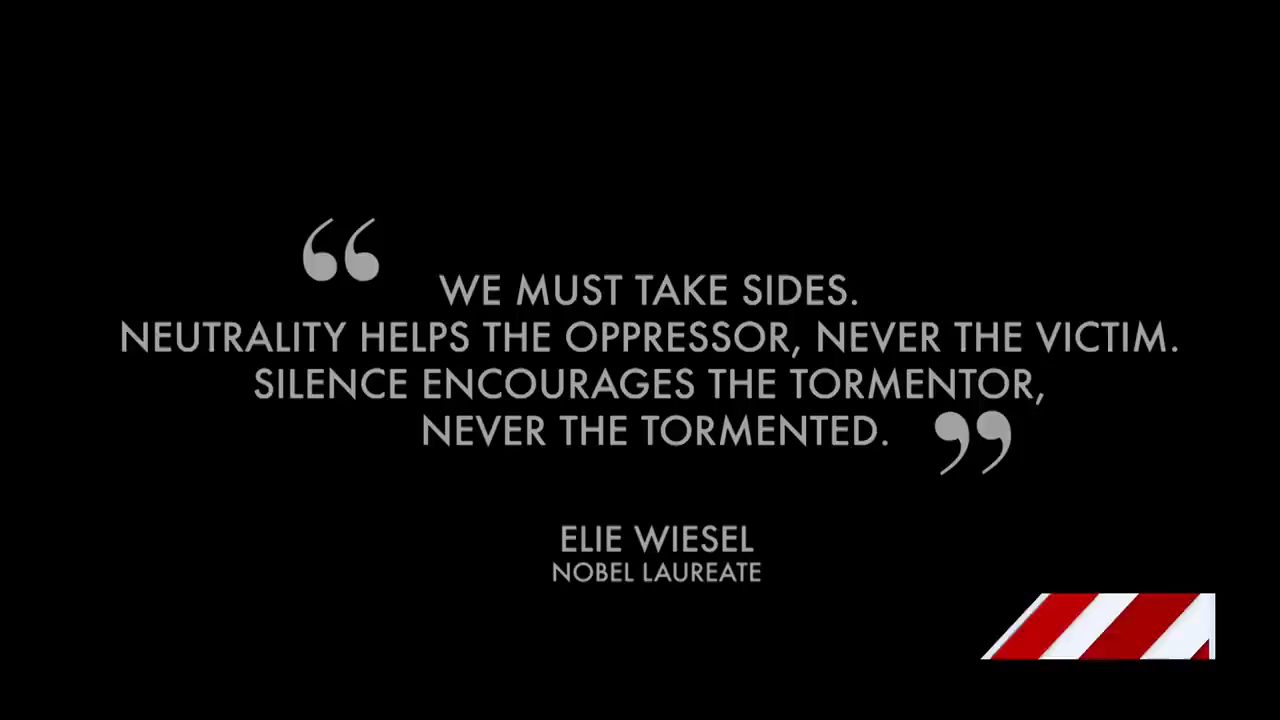 “ WE MUST TAKE SIDES.
NEUTRALITY HELPS THE OPPRESSOR, NEVER THE VICTIM.
SILENCE ENCOURAGES THE TORMENTOR,
NEVER THE TORMENTED. ”
ELIE WIESEL
NOBEL LAUREATE